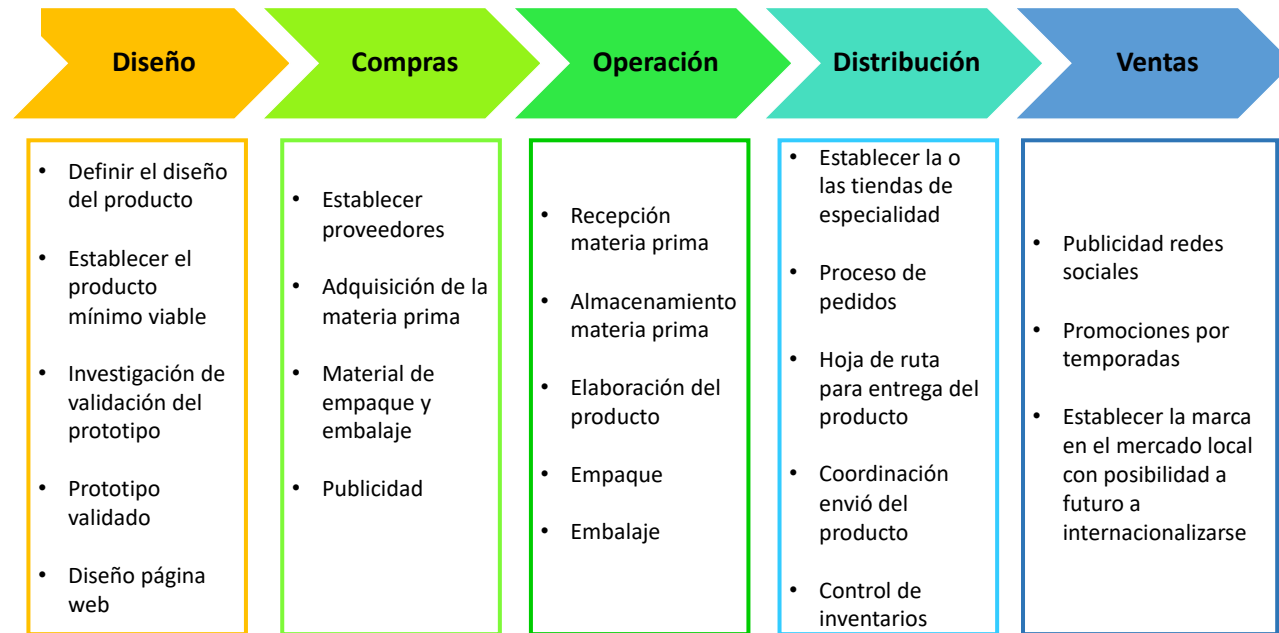 Diseño
Compras
Operación
Distribución
Ventas
• Definir el diseño
del producto
• Establecer el
producto
mínimo viable
• Investigación de
validación del
prototipo
• Prototipo
validado
• Diseño página
web
• Establecer
proveedores
• Adquisición de la
materia prima
• Material de
empaque y
embalaje
• Publicidad
• Recepción
materia prima
• Almacenamiento
materia prima
• Elaboración del
producto
• Empaque
• Embalaje
• Establecer la o
las tiendas de
especialidad
• Proceso de
pedidos
• Hoja de ruta
para entrega del
producto
• Coordinación
envió del
producto
• Control de
inventarios
• Publicidad redes
sociales
• Promociones por
temporadas
• Establecer la marca
en el mercado local
con posibilidad a
futuro a
internacionalizarse